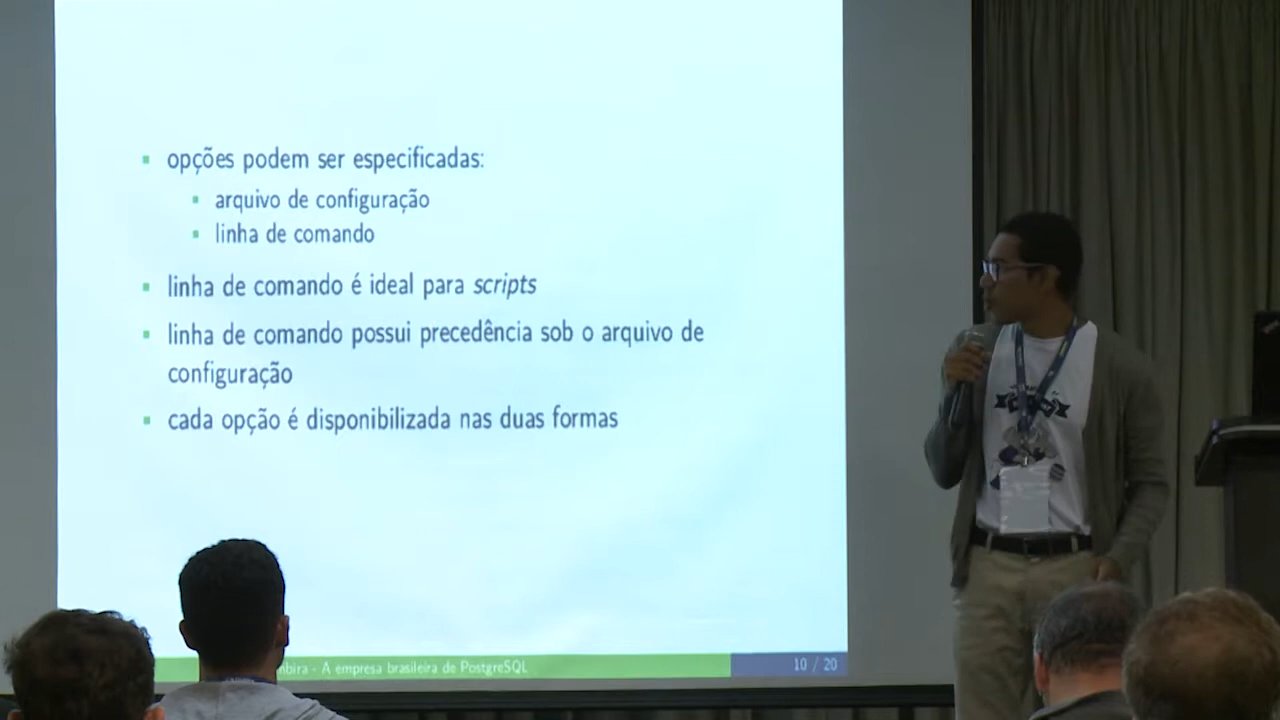 opções podem ser especificadas:
arquivo de configuração
linha de comando
linha de comando é ideal para scripts
linha de comando possui precedência sob o arquivo de
configuração
cada opção é disponibilizada nas duas formas
- A empresa brasileira de PostgreSQL
10 / 20